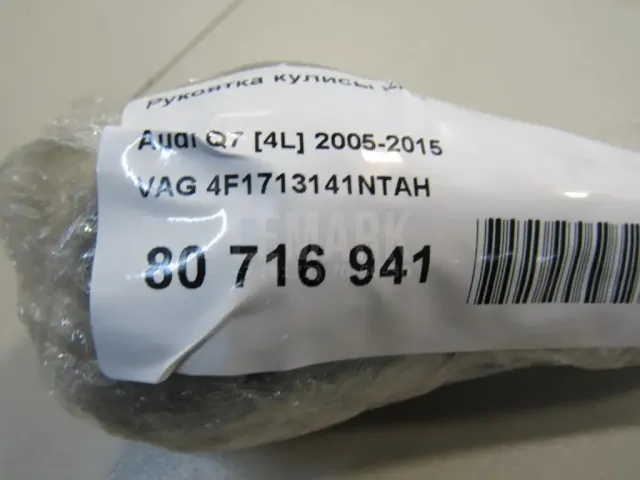 Рукоятка кулисы
Audi Q7 [4L] 2005-2015
VAG 4F1713141NTAH
80 716 941